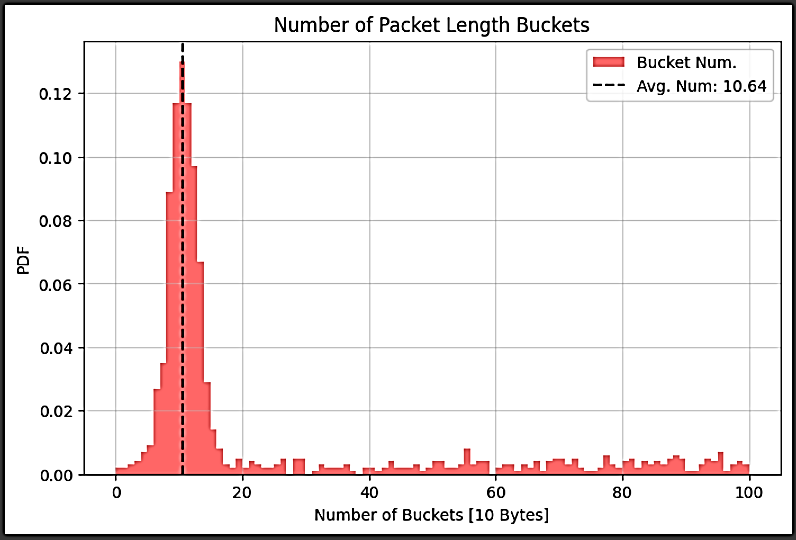 Number of Packet Length Buckets
Bucket Num.
Avg. Num: 10.64
0.12
0.10
0.08
0.06
0.04
0.02
0.00
PDF
0 20 40 60 80 100
Number of Buckets [10 Bytes]